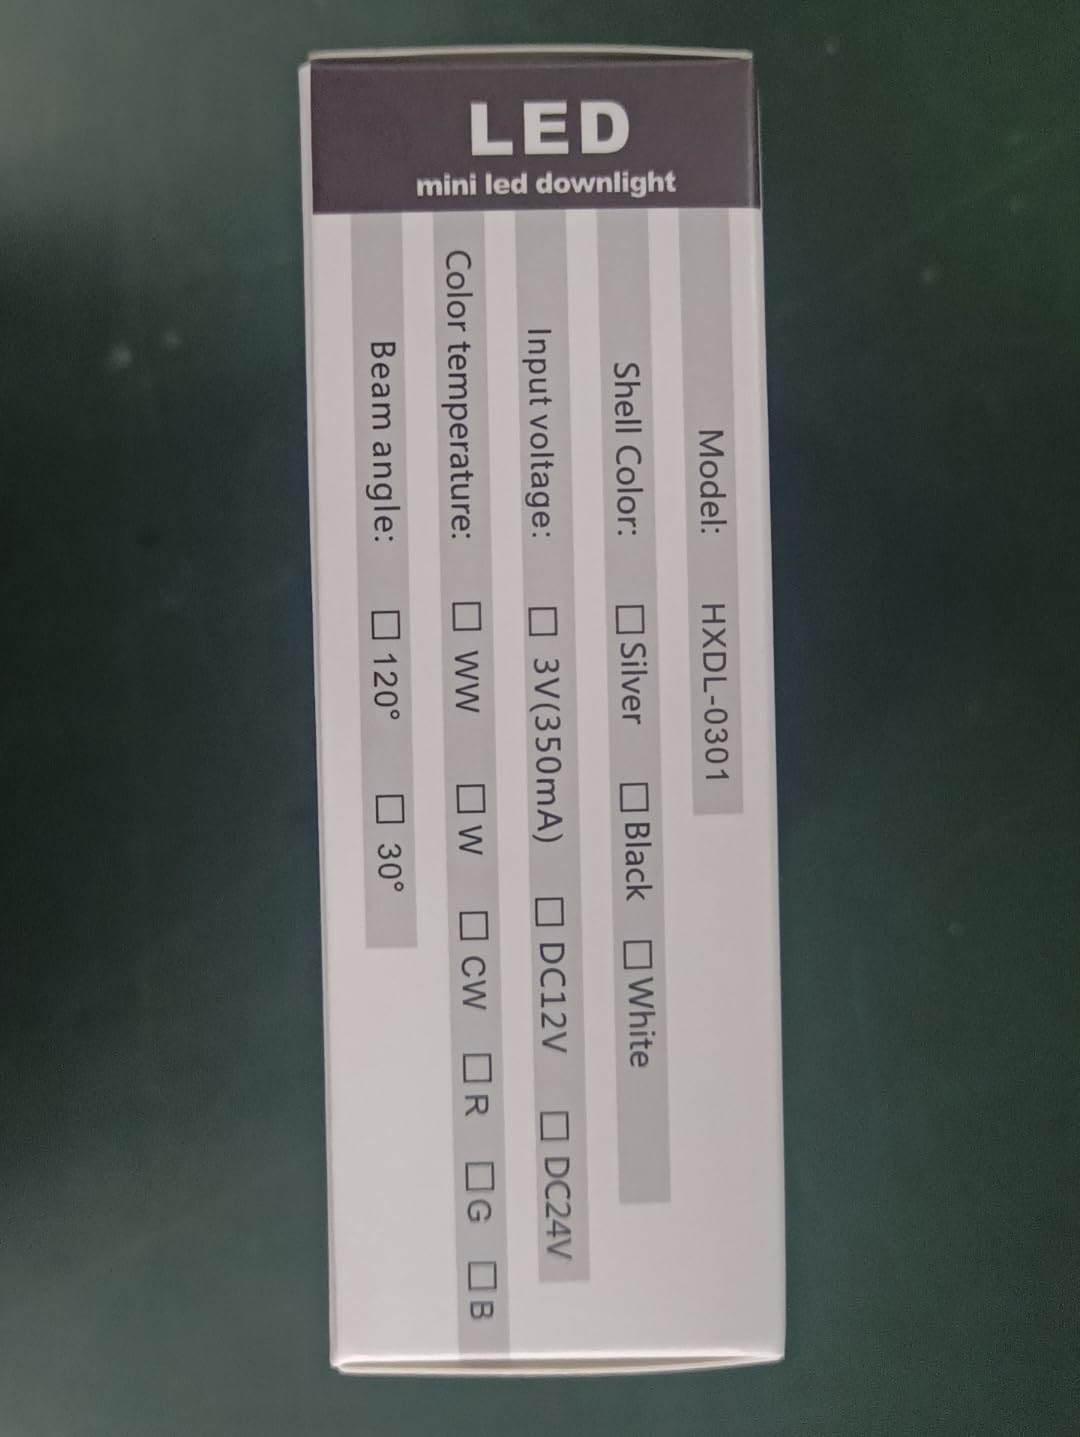 LED
mini led downlight
Model: HXDL-0301
Shell Color: □Silver □Black □White
Input voltage: □ 3V(350mA) □ DC12V □ DC24V
Color temperature: □ WW □ W □ CW □ R □ G □ B
Beam angle: □ 120° □ 30°